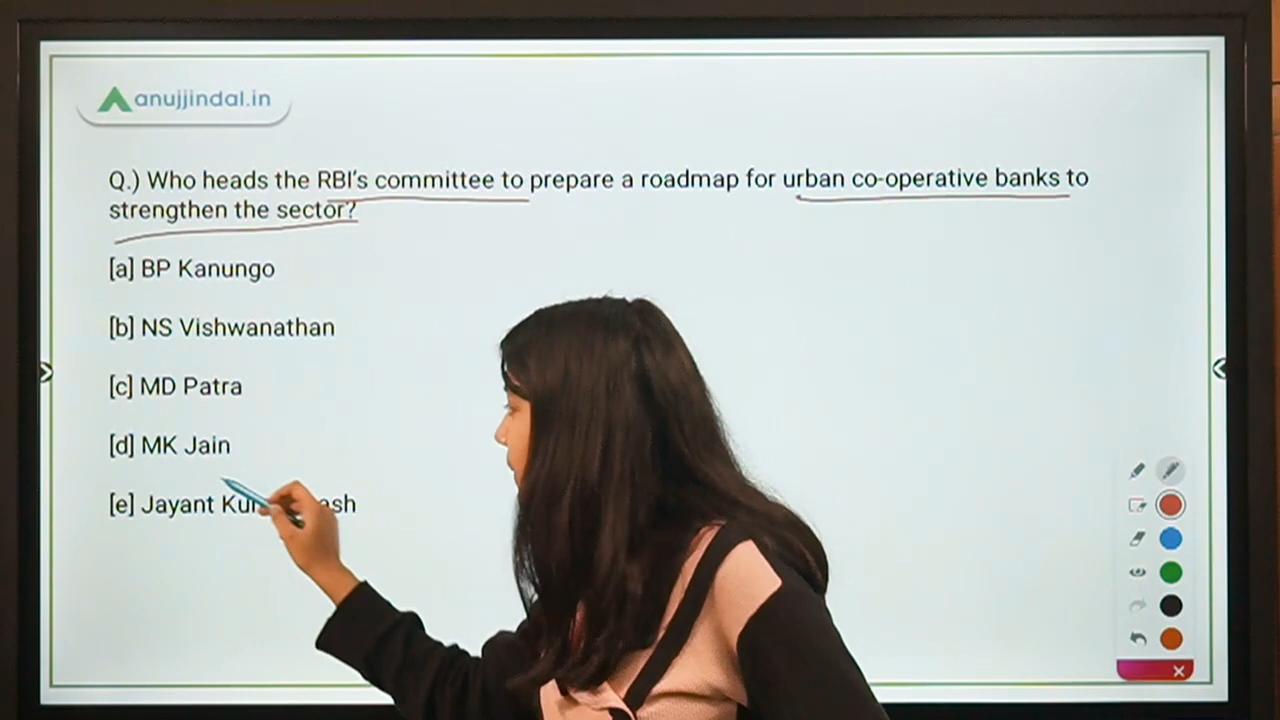 anujjindal.in
Q.) Who heads the RBI's committee to prepare a roadmap for urban co-operative banks to
strengthen the sector?
[a] BP Kanungo
[b] NS Vishwanathan
[c] MD Patra
[d] MK Jain
[e] Jayant